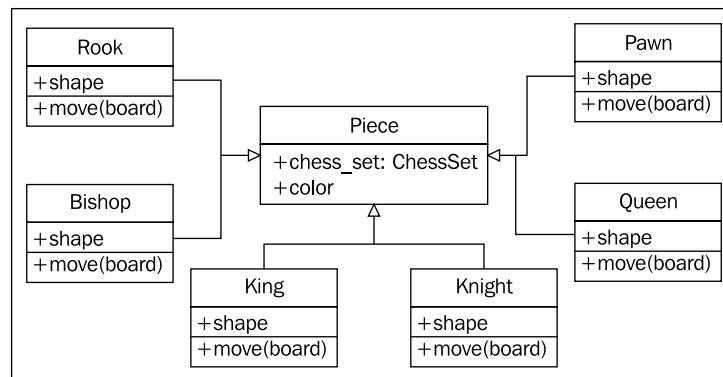 Rook
+shape
+move(board)
Pawn
+shape
+move(board)
Piece
+chess_set: ChessSet
+color
Bishop
+shape
+move(board)
Queen
+shape
+move(board)
King
+shape
+move(board)
Knight
+shape
+move(board)